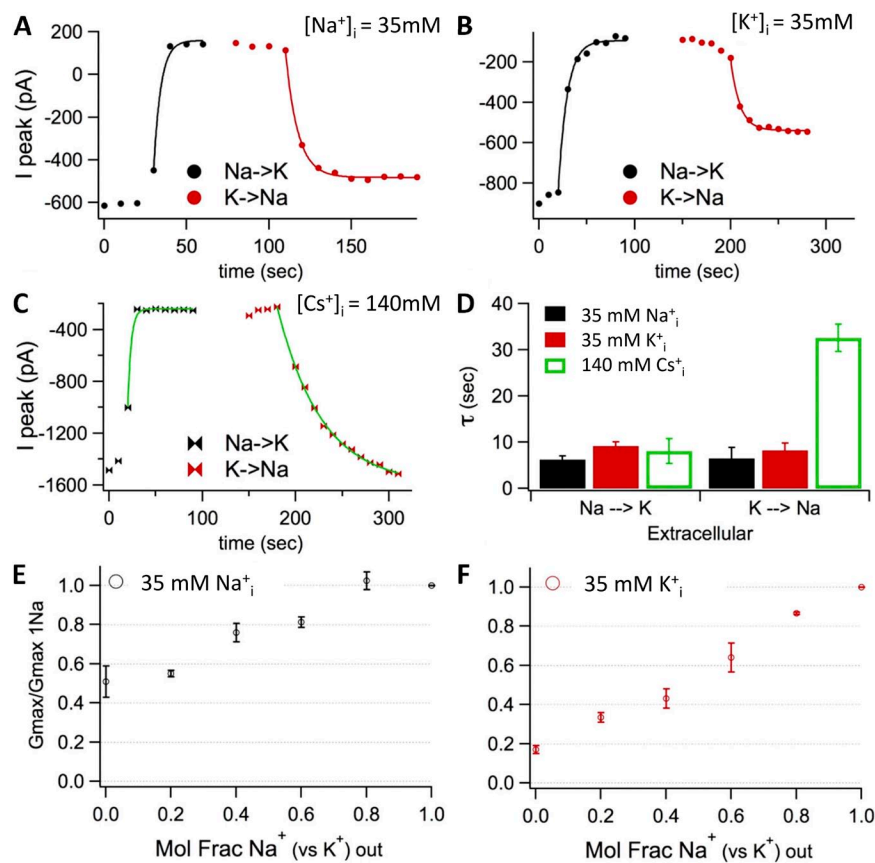 A
[Na⁺]ᵢ = 35mM
I peak (pA)
200
0
-200
-400
-600
Na->K
K->Na
0
50
100
150
time (sec)
B
[K⁺]ᵢ = 35mM
I peak (pA)
-200
-400
-600
-800
Na->K
K->Na
0
100
200
300
time (sec)
C
[Cs⁺]ᵢ = 140mM
I peak (pA)
-400
-800
-1200
-1600
Na->K
K->Na
0
100
200
300
time (sec)
D
τ (sec)
40
30
20
10
0
35 mM Na⁺ᵢ
35 mM K⁺ᵢ
140 mM Cs⁺ᵢ
Na --> K
K --> Na
Extracellular
E
35 mM Na⁺ᵢ
Gmax/Gmax 1Na
1.0
0.8
0.6
0.4
0.2
0.0
0.0
0.2
0.4
0.6
0.8
1.0
Mol Frac Na⁺ (vs K⁺) out
F
35 mM K⁺ᵢ
1.0
0.8
0.6
0.4
0.2
0.0
0.0
0.2
0.4
0.6
0.8
1.0
Mol Frac Na⁺ (vs K⁺) out